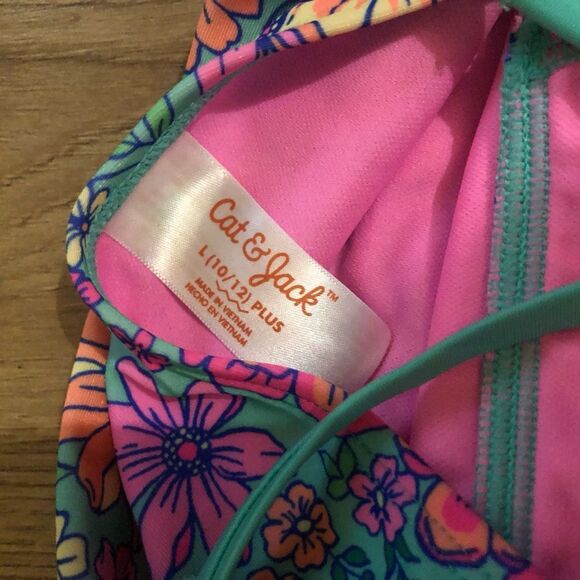 Cat & Jack™
L (10/12) PLUS
MADE IN VIETNAM
HECHO EN VIETNAM